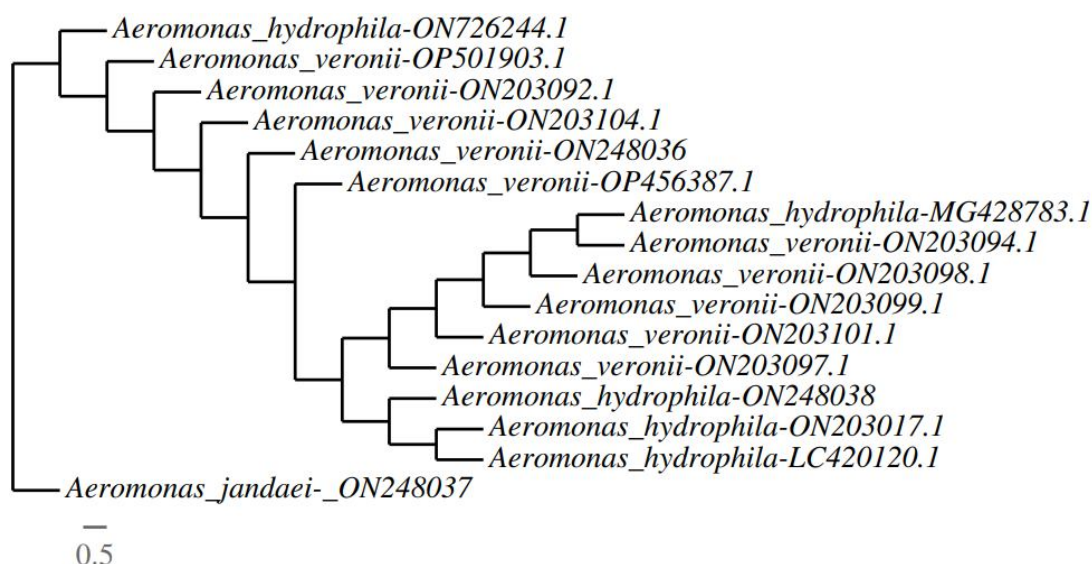 Aeromonas_hydrophila-ON726244.1
Aeromonas_veronii-OP501903.1
Aeromonas_veronii-ON203092.1
Aeromonas_veronii-ON203104.1
Aeromonas_veronii-ON248036
Aeromonas_veronii-OP456387.1
Aeromonas_hydrophila-MG428783.1
Aeromonas_veronii-ON203094.1
Aeromonas_veronii-ON203098.1
Aeromonas_veronii-ON203099.1
Aeromonas_veronii-ON203101.1
Aeromonas_veronii-ON203097.1
Aeromonas_hydrophila-ON248038
Aeromonas_hydrophila-ON203017.1
Aeromonas_hydrophila-LC420120.1
Aeromonas_jandaei-_ON248037
0.5